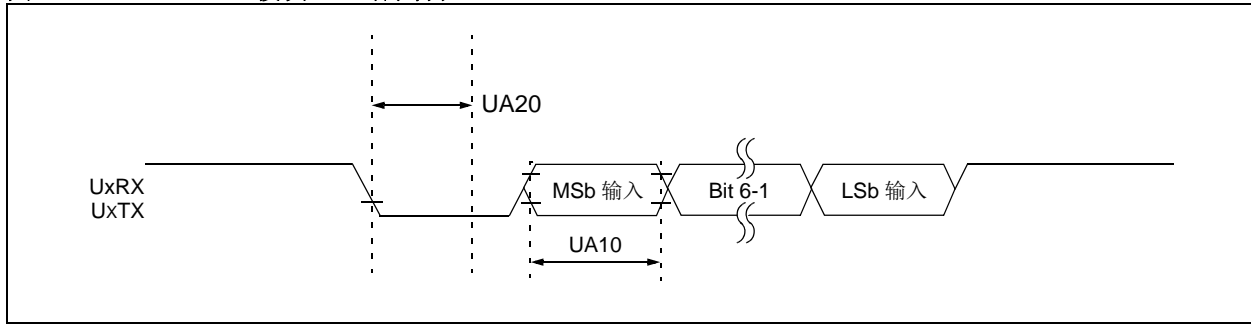 UA20
UxRX
UxTX
MSb 输入
Bit 6-1
LSb 输入
UA10